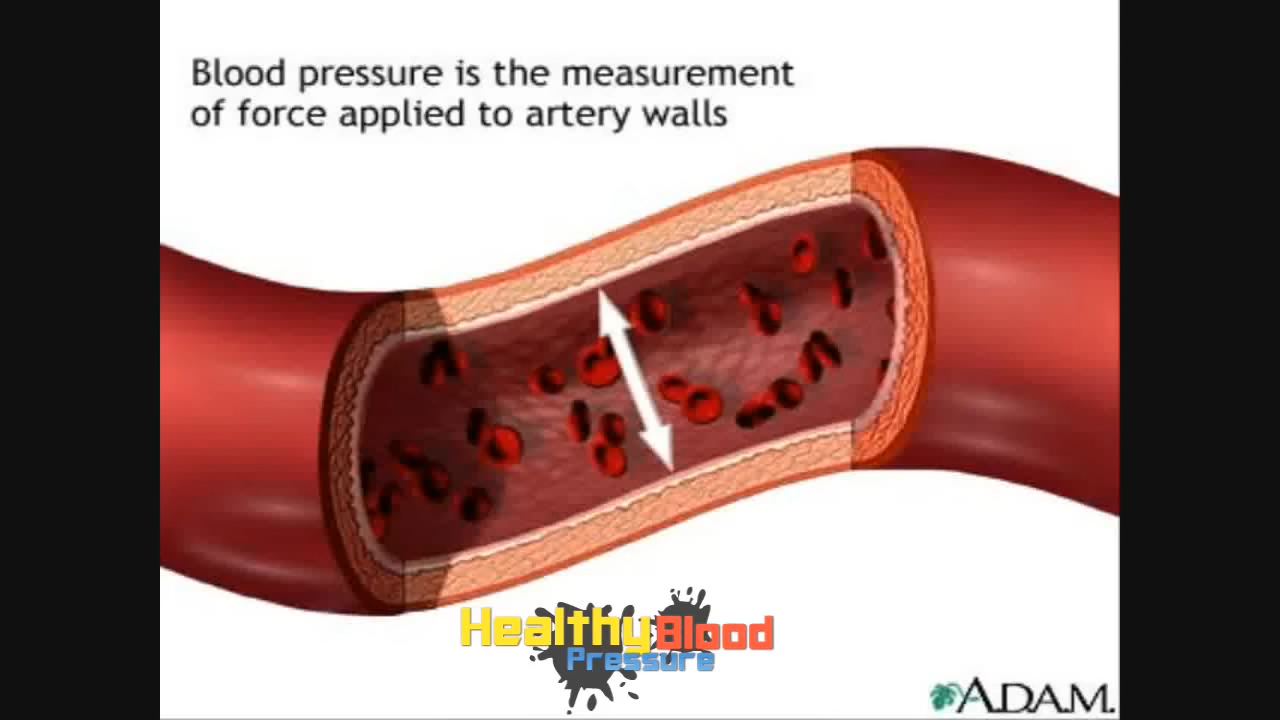 Blood pressure is the measurement
of force applied to artery walls
Healthy Blood
Pressure
A.D.A.M.